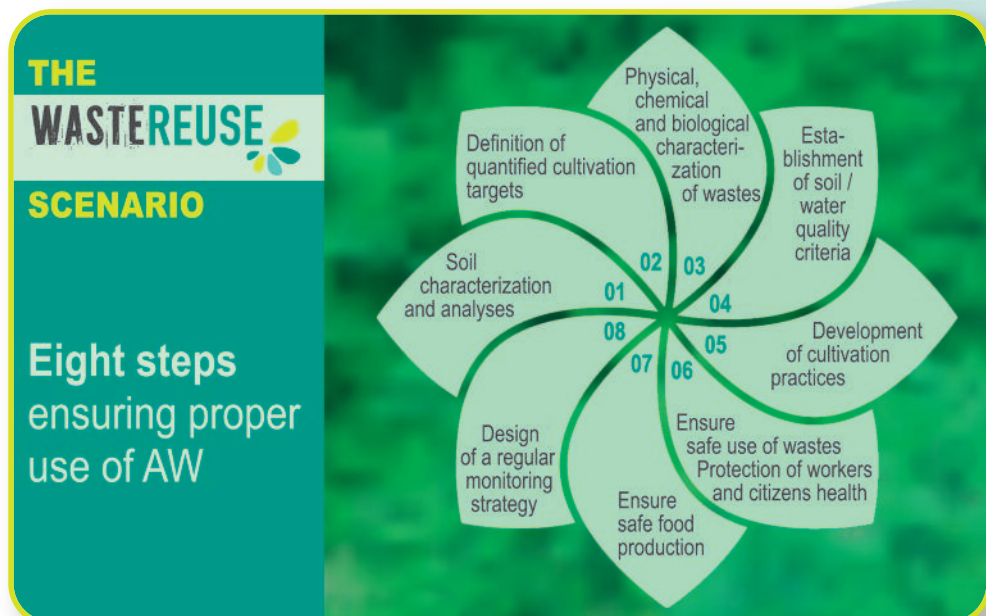 THE
WASTEREUSE
SCENARIO
Eight steps
ensuring proper
use of AW
01
Soil
characterization
and analyses
02
Definition of
quantified cultivation
targets
03
Physical,
chemical
and biological
characteri-
zation
of wastes
04
Esta-
blishment
of soil /
water
quality
criteria
05
Development
of cultivation
practices
06
Ensure
safe use of wastes
Protection of workers
and citizens health
07
Ensure
safe food
production
08
Design
of a regular
monitoring
strategy